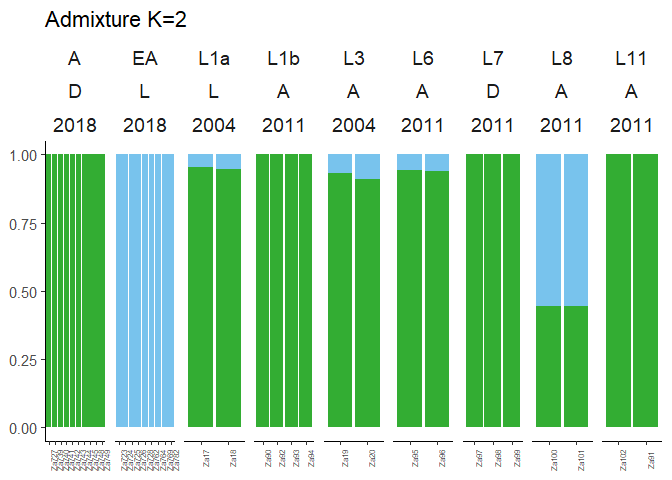 Admixture K=2
A EA L1a L1b L3 L6 L7 L8 L11
D L L A A A D A A
2018 2018 2004 2011 2004 2011 2011 2011 2011
1.00
0.75
0.50
0.25
0.00
Za17 Za18 Za90 Za92 Za93 Za94 Za19 Za20 Za95 Za96 Za97 Za98 Za99 Za100 Za101 Za102 Za91